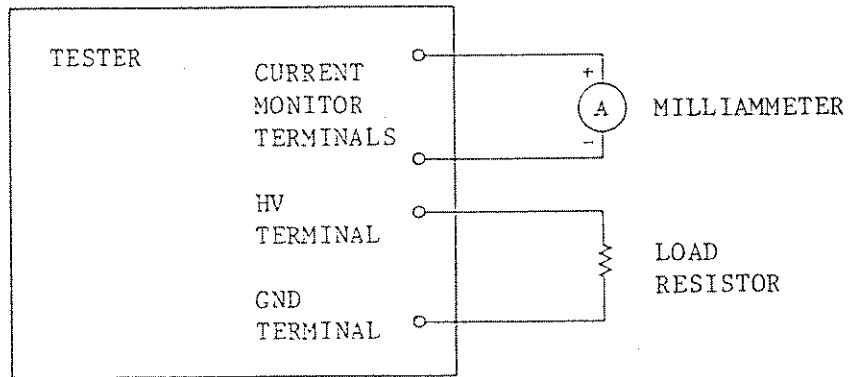 TESTER
CURRENT
MONITOR
TERMINALS
+
A
-
MILLIAMMETER
HV
TERMINAL
LOAD
RESISTOR
GND
TERMINAL